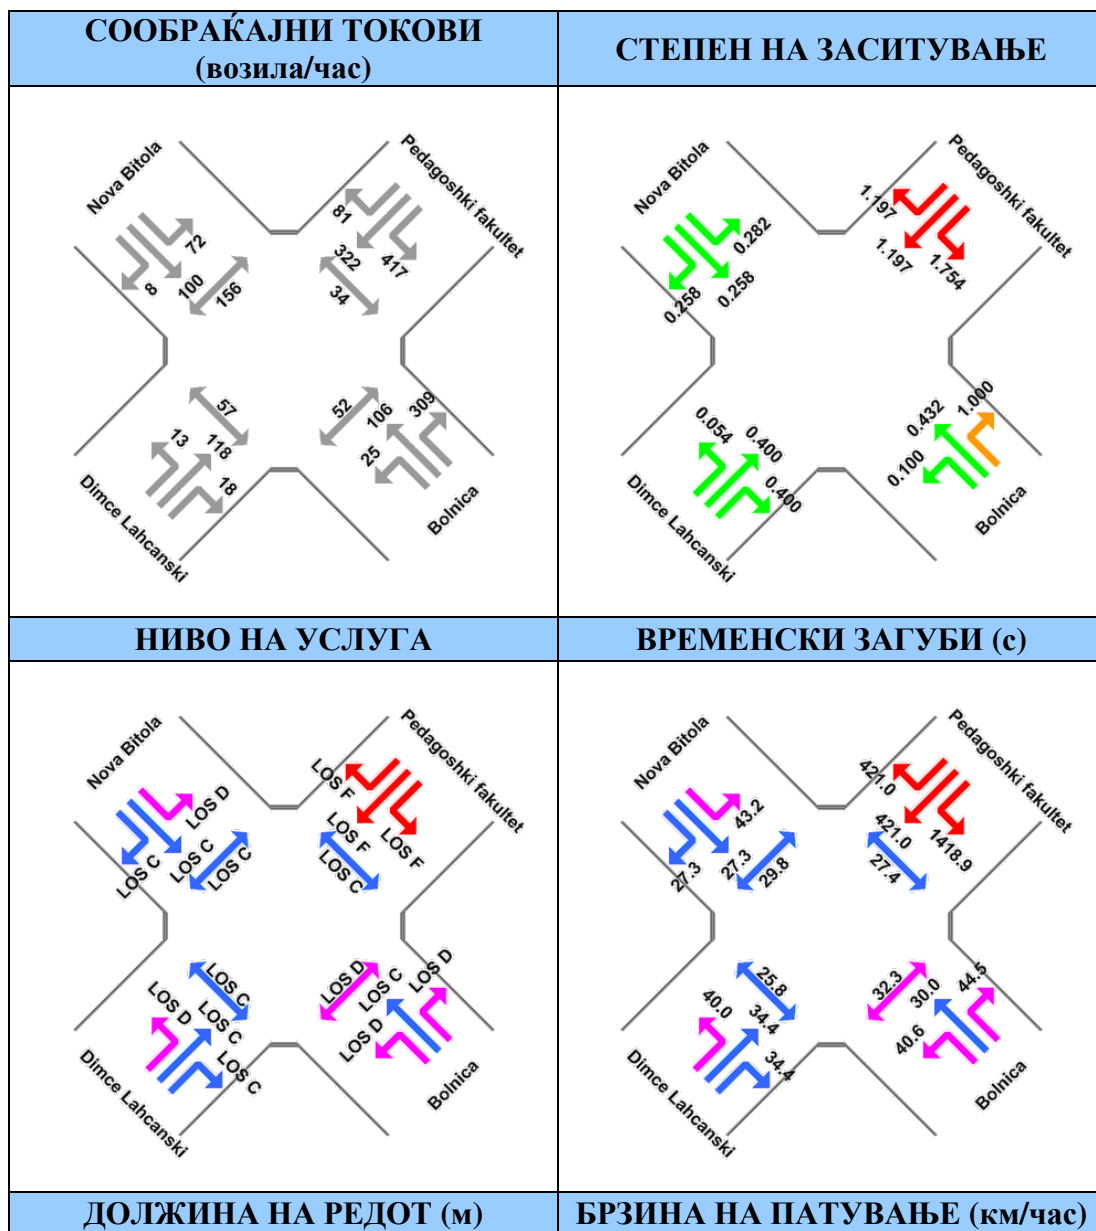 СООБРАЌАЈНИ ТОКОВИ
(возила/час)
СТЕПЕН НА ЗАСИТУВАЊЕ
Nova Bitola
Pedagoshki fakultet
72
100
8
156
81
322
417
34
57
13
118
18
52
106
309
25
Dimce Lahcanski
Bolnica
Nova Bitola
Pedagoshki fakultet
0.282
0.258
0.258
1.197
1.197
1.754
0.054
0.400
0.400
0.432
1.000
0.100
Dimce Lahcanski
Bolnica
НИВО НА УСЛУГА
ВРЕМЕНСКИ ЗАГУБИ (с)
Nova Bitola
Pedagoshki fakultet
LOS D
LOS C
LOS C
LOS C
LOS F
LOS F
LOS F
LOS C
LOS C
LOS D
LOS C
LOS C
LOS D
LOS C
LOS D
LOS D
Dimce Lahcanski
Bolnica
Nova Bitola
Pedagoshki fakultet
43.2
27.3
27.3
29.8
421.0
421.0
1418.9
27.4
25.8
40.0
34.4
34.4
32.3
30.0
44.5
40.6
Dimce Lahcanski
Bolnica
ДОЛЖИНА НА РЕДОТ (м)
БРЗИНА НА ПАТУВАЊЕ (км/час)